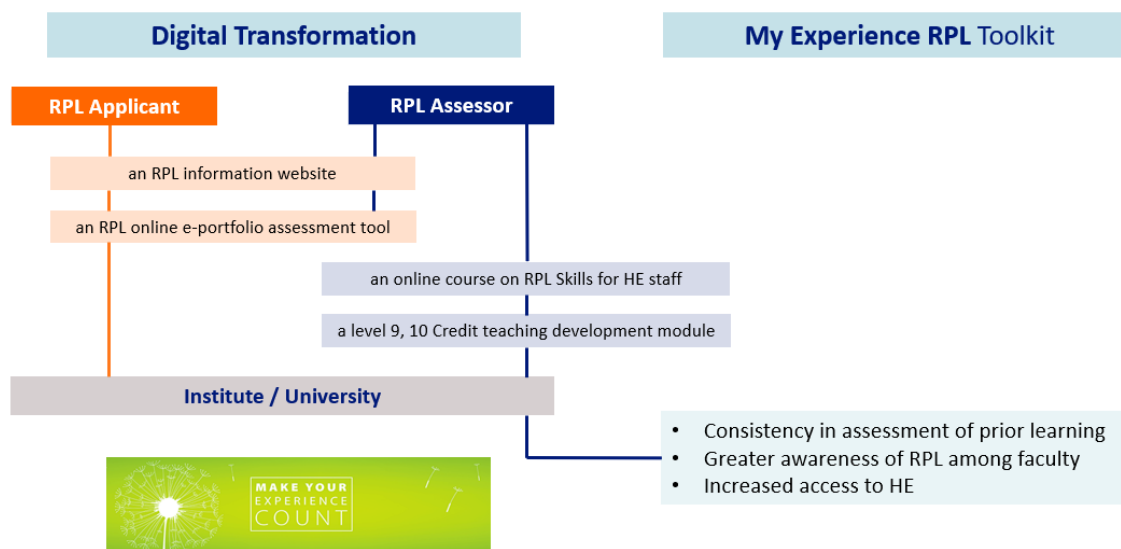 Digital Transformation
My Experience RPL Toolkit
RPL Applicant
RPL Assessor
an RPL information website
an RPL online e-portfolio assessment tool
an online course on RPL Skills for HE staff
a level 9, 10 Credit teaching development module
Institute / University
• Consistency in assessment of prior learning
• Greater awareness of RPL among faculty
• Increased access to HE
MAKE YOUR
EXPERIENCE
COUNT